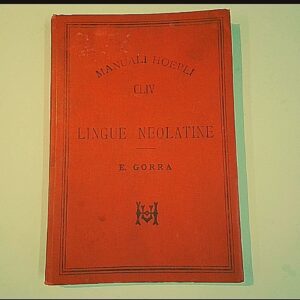 MANUALI HOEPLI
CLIV
LINGUE NEOLATINE
E. GORRA